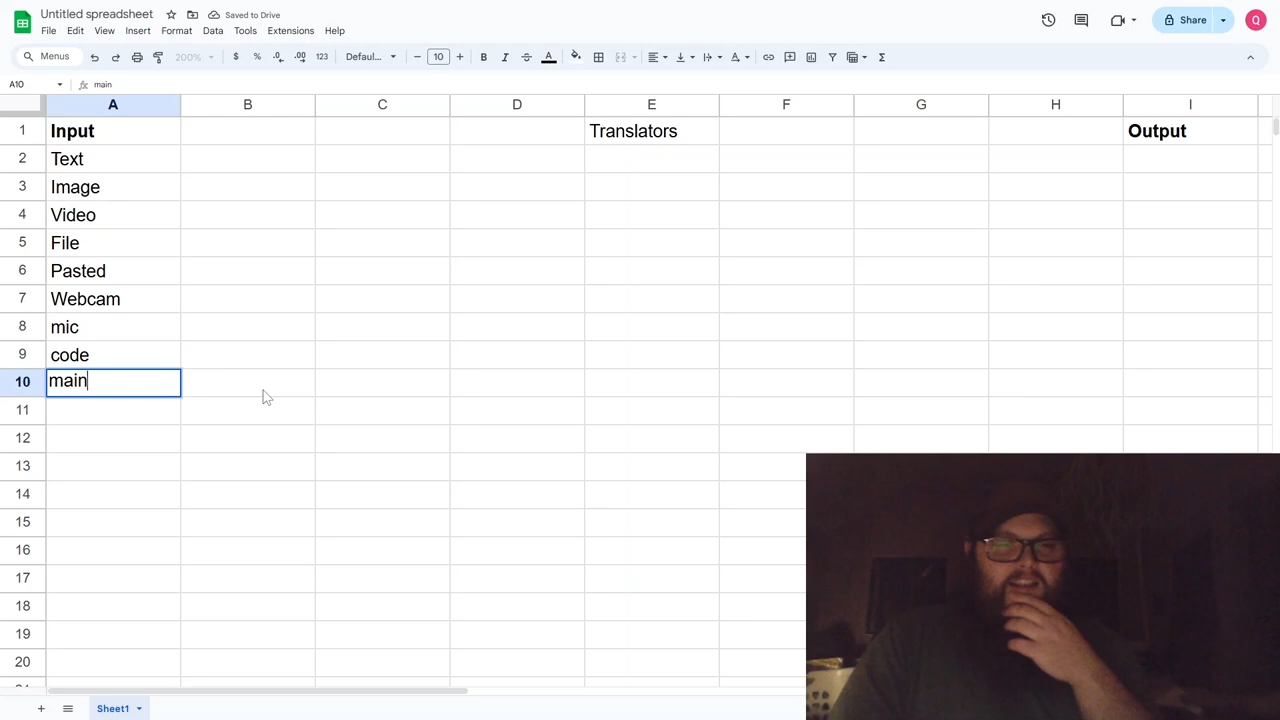 Untitled spreadsheet Saved to Drive
File Edit View Insert Format Data Tools Extensions Help
Share Q
Menus 200% $ % .0 .00 123 Defaul... 10 B I A Σ
A10 fx main
A B C D E F G H I
1 Input Translators Output
2 Text
3 Image
4 Video
5 File
6 Pasted
7 Webcam
8 mic
9 code
10 main
11
12
13
14
15
16
17
18
19
20
Sheet1